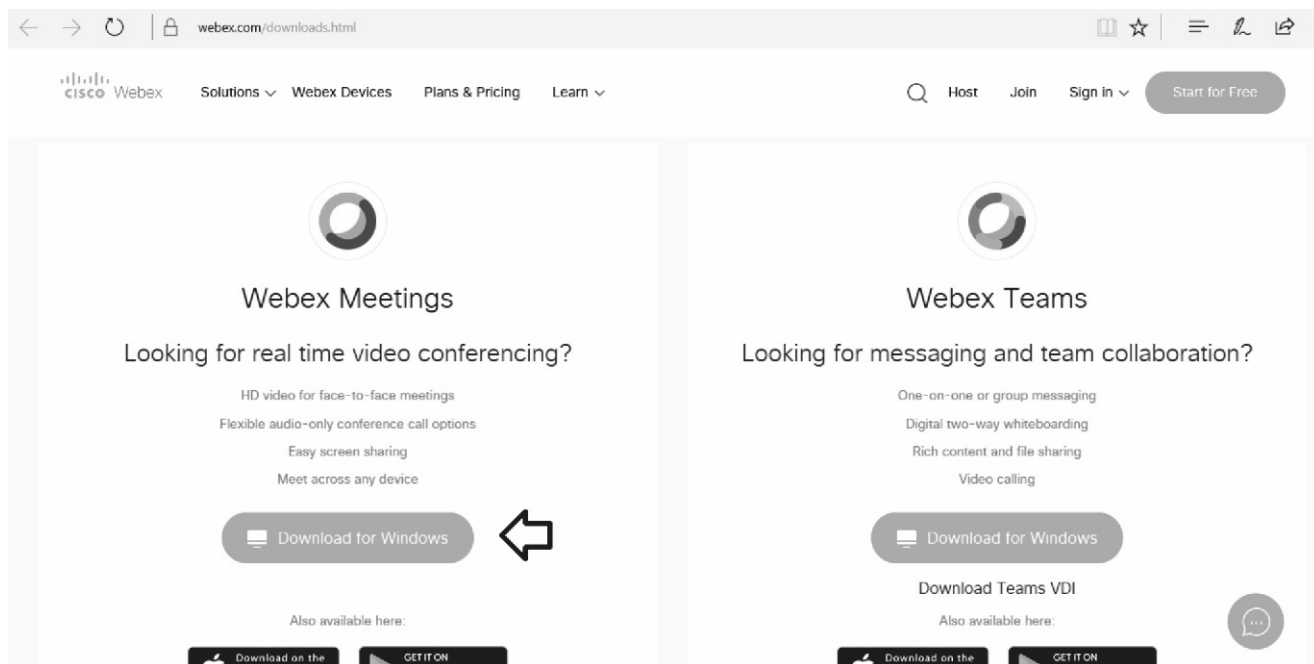 webex.com/downloads.html
CISCO Webex
Solutions
Webex Devices
Plans & Pricing
Learn
Host
Join
Sign in
Start for Free
Webex Meetings
Looking for real time video conferencing?
HD video for face-to-face meetings
Flexible audio-only conference call options
Easy screen sharing
Meet across any device
Download for Windows
Also available here:
Download on the
GET IT ON
Webex Teams
Looking for messaging and team collaboration?
One-on-one or group messaging
Digital two-way whiteboarding
Rich content and file sharing
Video calling
Download for Windows
Download Teams VDI
Also available here:
Download on the
GET IT ON